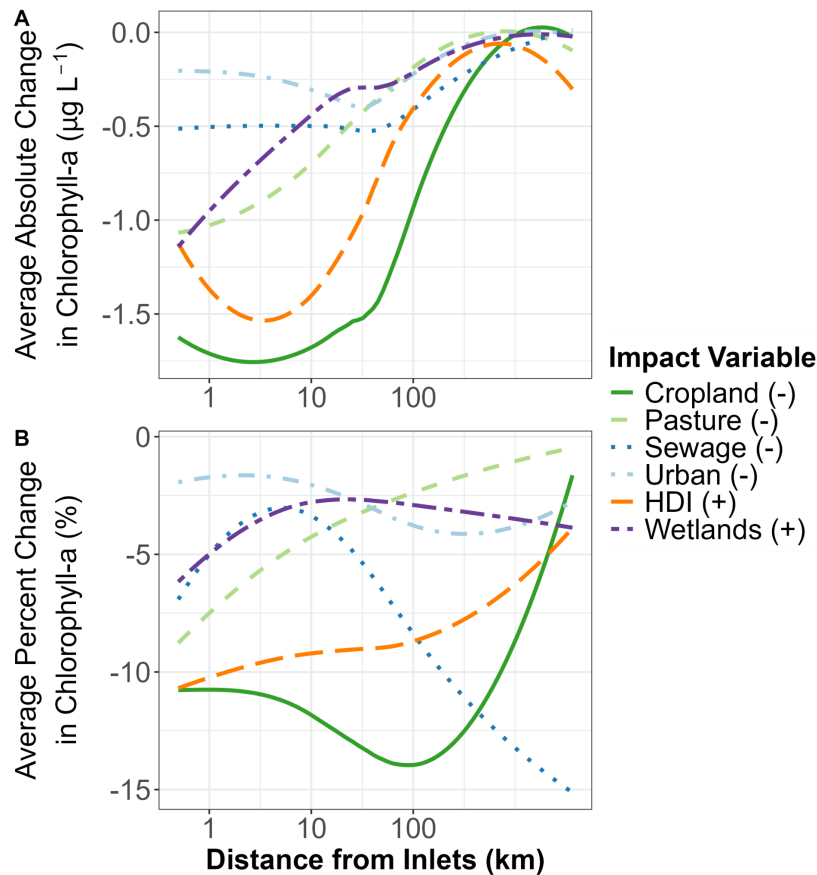 A
Average Absolute Change
in Chlorophyll-a (µg L⁻¹)
0.0
-0.5
-1.0
-1.5
1
10
100
B
Average Percent Change
in Chlorophyll-a (%)
0
-5
-10
-15
1
10
100
Distance from Inlets (km)
Impact Variable
Cropland (-)
Pasture (-)
Sewage (-)
Urban (-)
HDI (+)
Wetlands (+)